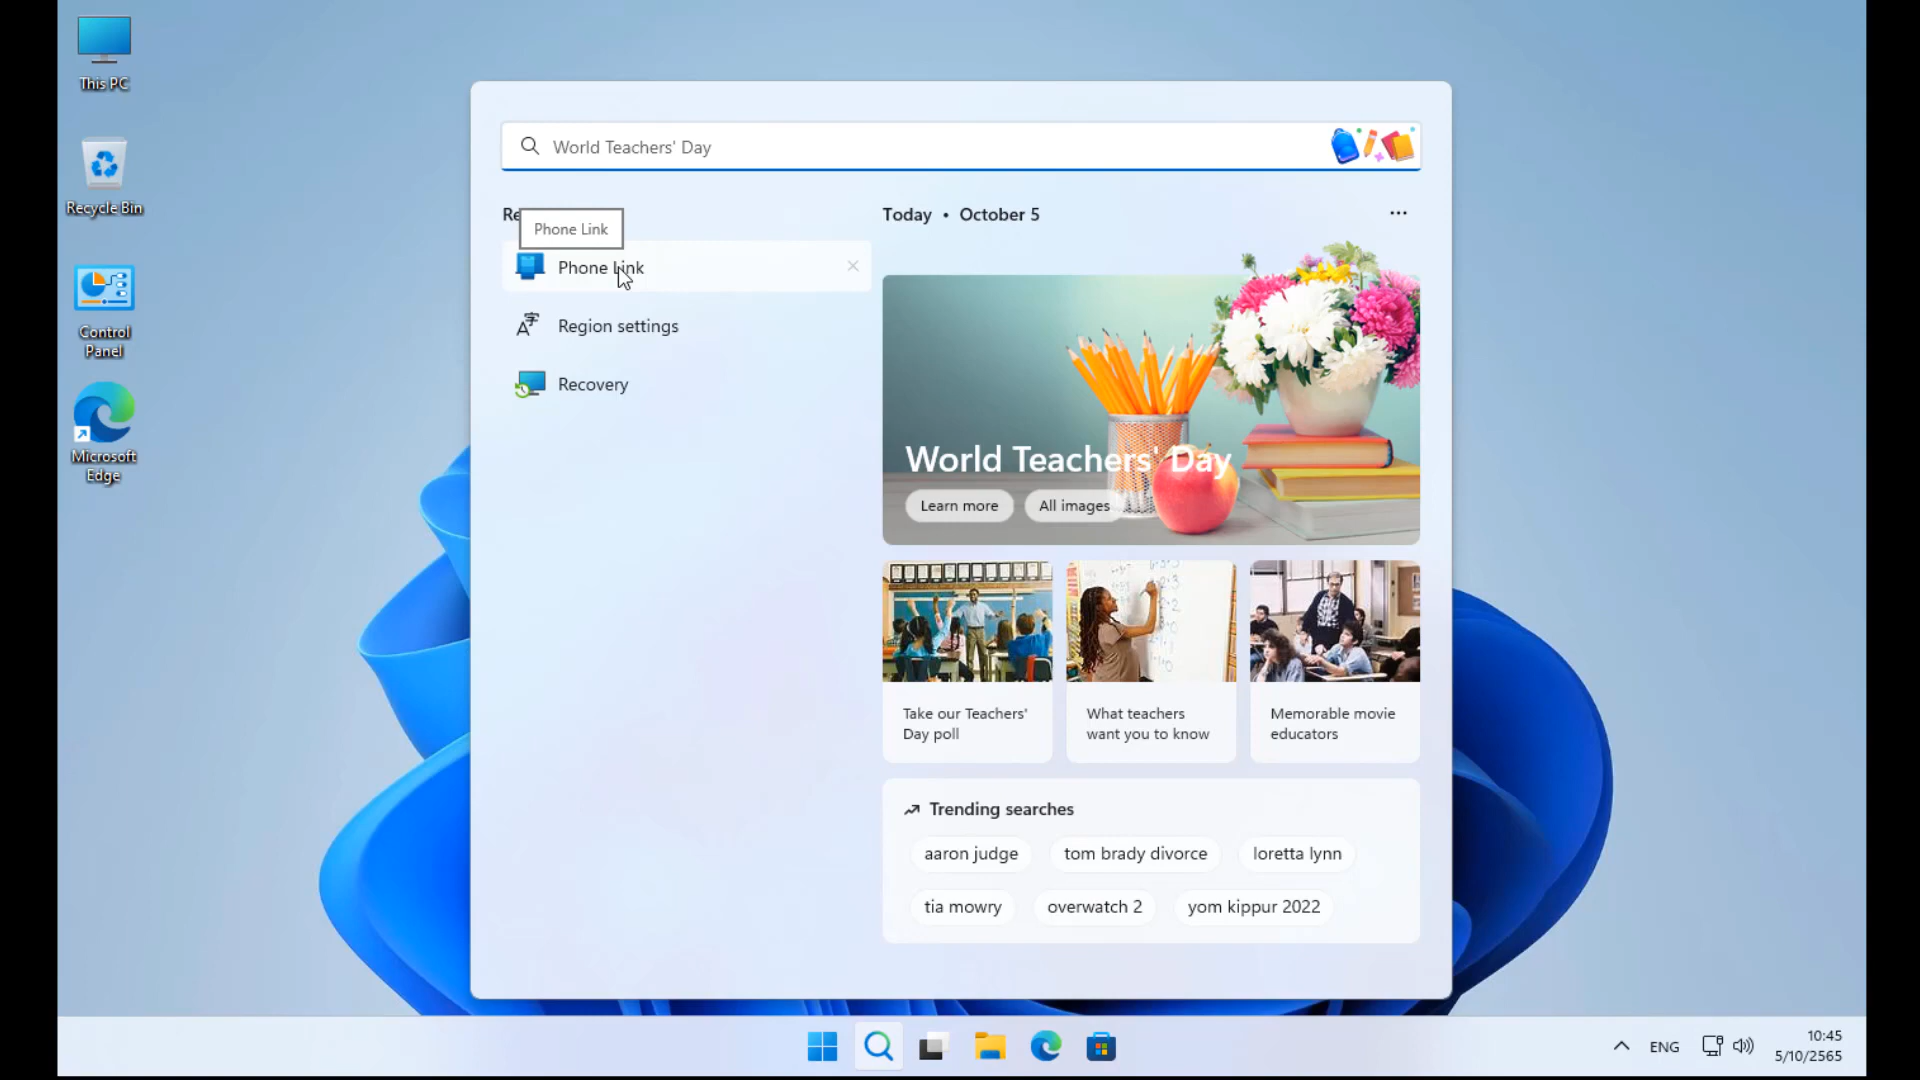 This PC
Recycle Bin
Control
Panel
Microsoft
Edge
World Teachers' Day
Re
Phone Link
Phone Link
Region settings
Recovery
Today • October 5
World Teachers' Day
Learn more
All images
Take our Teachers'
Day poll
What teachers
want you to know
Memorable movie
educators
Trending searches
aaron judge
tom brady divorce
loretta lynn
tia mowry
overwatch 2
yom kippur 2022
ENG
10:45
5/10/2565